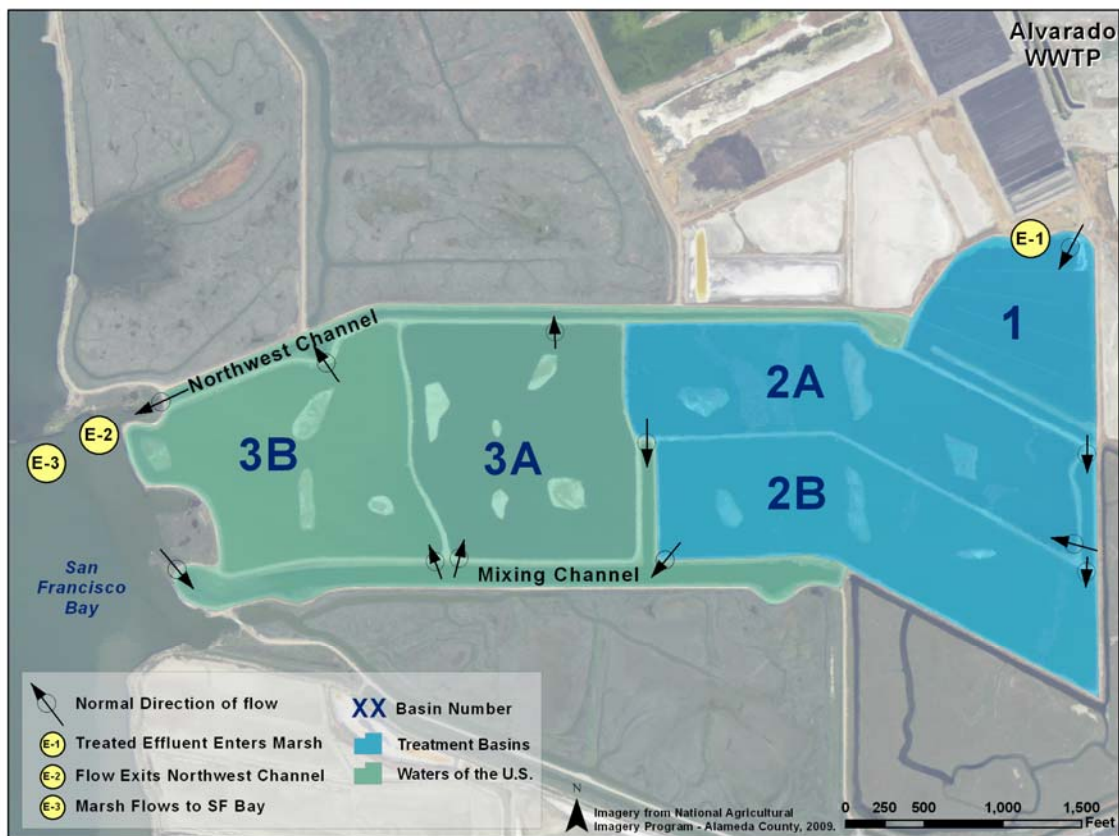 Alvarado
WWTP
E-1
1
Northwest Channel
2A
E-2
3B
3A
E-3
2B
San
Francisco
Bay
Mixing Channel
Normal Direction of flow
XX Basin Number
E-1 Treated Effluent Enters Marsh
Treatment Basins
E-2 Flow Exits Northwest Channel
Waters of the U.S.
E-3 Marsh Flows to SF Bay
N
Imagery from National Agricultural
Imagery Program - Alameda County, 2009.
0 250 500 1,000 1,500
Feet